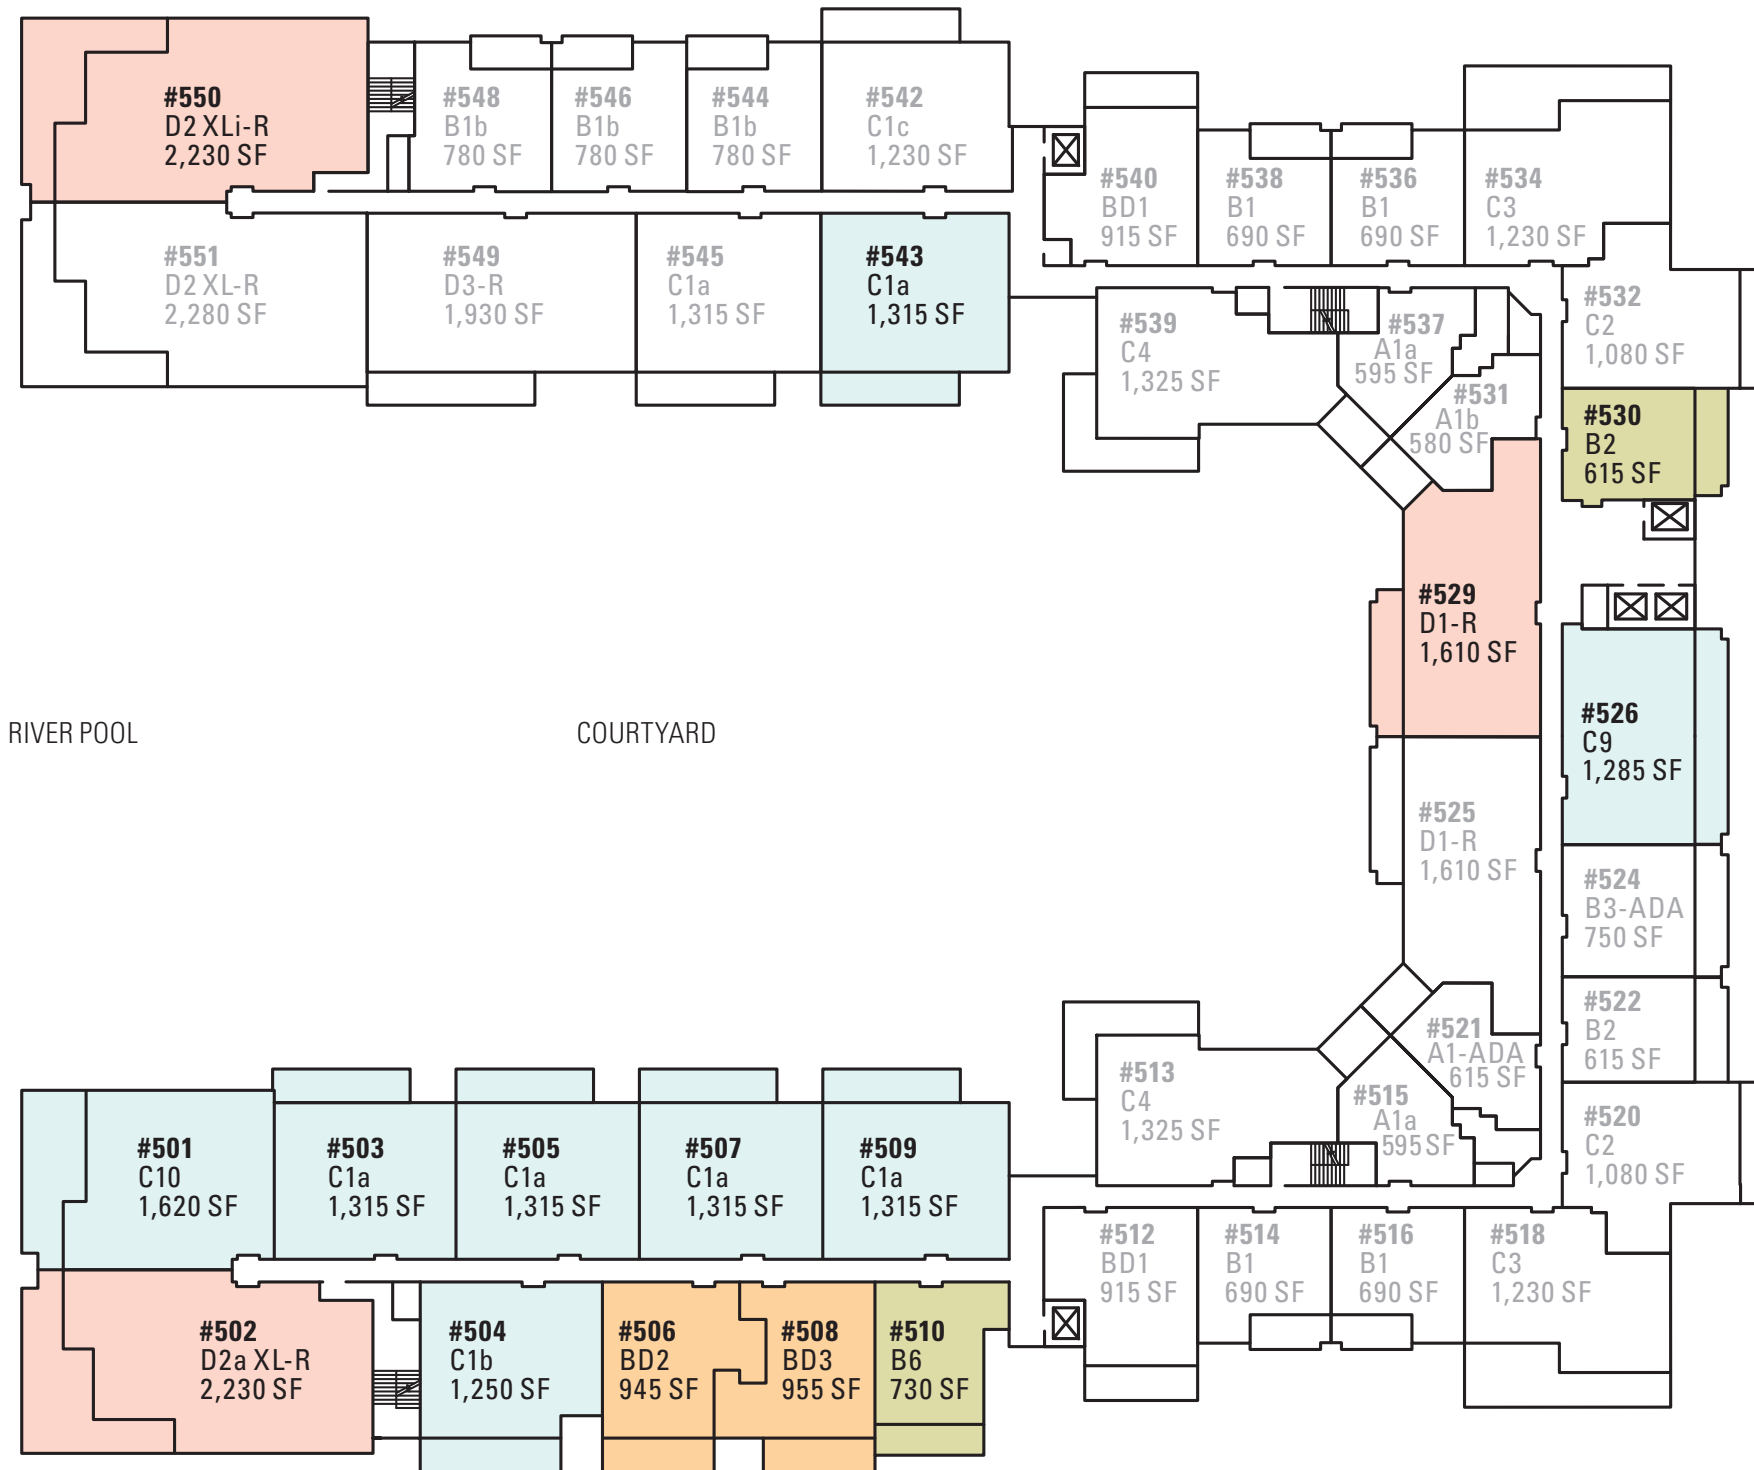 #550
D2 XLi-R
2,230 SF
#548
B1b
780 SF
#546
B1b
780 SF
#544
B1b
780 SF
#542
C1c
1,230 SF
#540
BD1
915 SF
#538
B1
690 SF
#536
B1
690 SF
#534
C3
1,230 SF
#551
D2 XL-R
2,280 SF
#549
D3-R
1,930 SF
#545
C1a
1,315 SF
#543
C1a
1,315 SF
#539
C4
1,325 SF
#537
A1a
595 SF
#532
C2
1,080 SF
#531
A1b
580 SF
#530
B2
615 SF
#529
D1-R
1,610 SF
RIVER POOL
COURTYARD
#526
C9
1,285 SF
#525
D1-R
1,610 SF
#524
B3-ADA
750 SF
#522
B2
615 SF
#521
A1-ADA
615 SF
#513
C4
1,325 SF
#515
A1a
595 SF
#520
C2
1,080 SF
#501
C10
1,620 SF
#503
C1a
1,315 SF
#505
C1a
1,315 SF
#507
C1a
1,315 SF
#509
C1a
1,315 SF
#512
BD1
915 SF
#514
B1
690 SF
#516
B1
690 SF
#518
C3
1,230 SF
#502
D2a XL-R
2,230 SF
#504
C1b
1,250 SF
#506
BD2
945 SF
#508
BD3
955 SF
#510
B6
730 SF